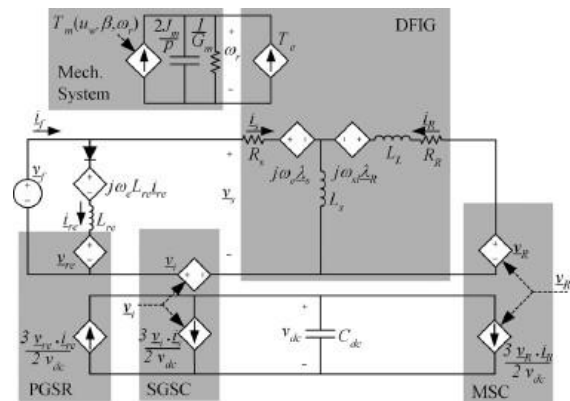 T_m(u_w, β, ω_r)
2J_m/p
1/G_m
ω_r
T_e
DFIG
Mech.
System
i_f
i_s
R_s
jω_e λ_s
jω_sl λ_R
L_L
i_R
R_R
v_f
jω_e L_re i_re
v_s
L_s
i_re
L_re
v_re
v_i
v_R
v_R
v_i
3 v_re · i_re / 2 v_dc
3 v_i · i / 2 v_dc
v_dc
C_dc
3 v_R · i_R / 2 v_dc
PGSR
SGSC
MSC